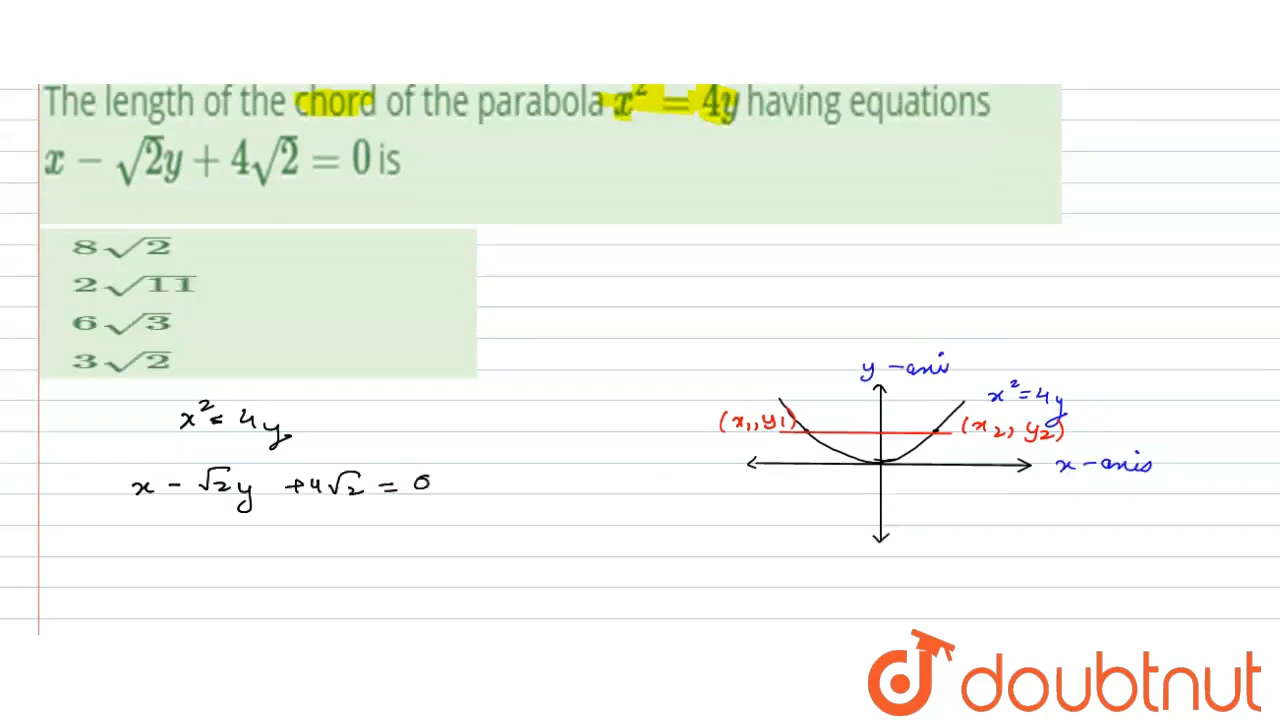 The length of the chord of the parabola x² = 4y having equations
x − √2y + 4√2 = 0 is
8√2
2√11
6√3
3√2
y-axis
x² = 4y
x² = 4y
(x₁, y1)
(x₂, y₂)
x-axis
x − √2y + 4√2 = 0
doubtnut